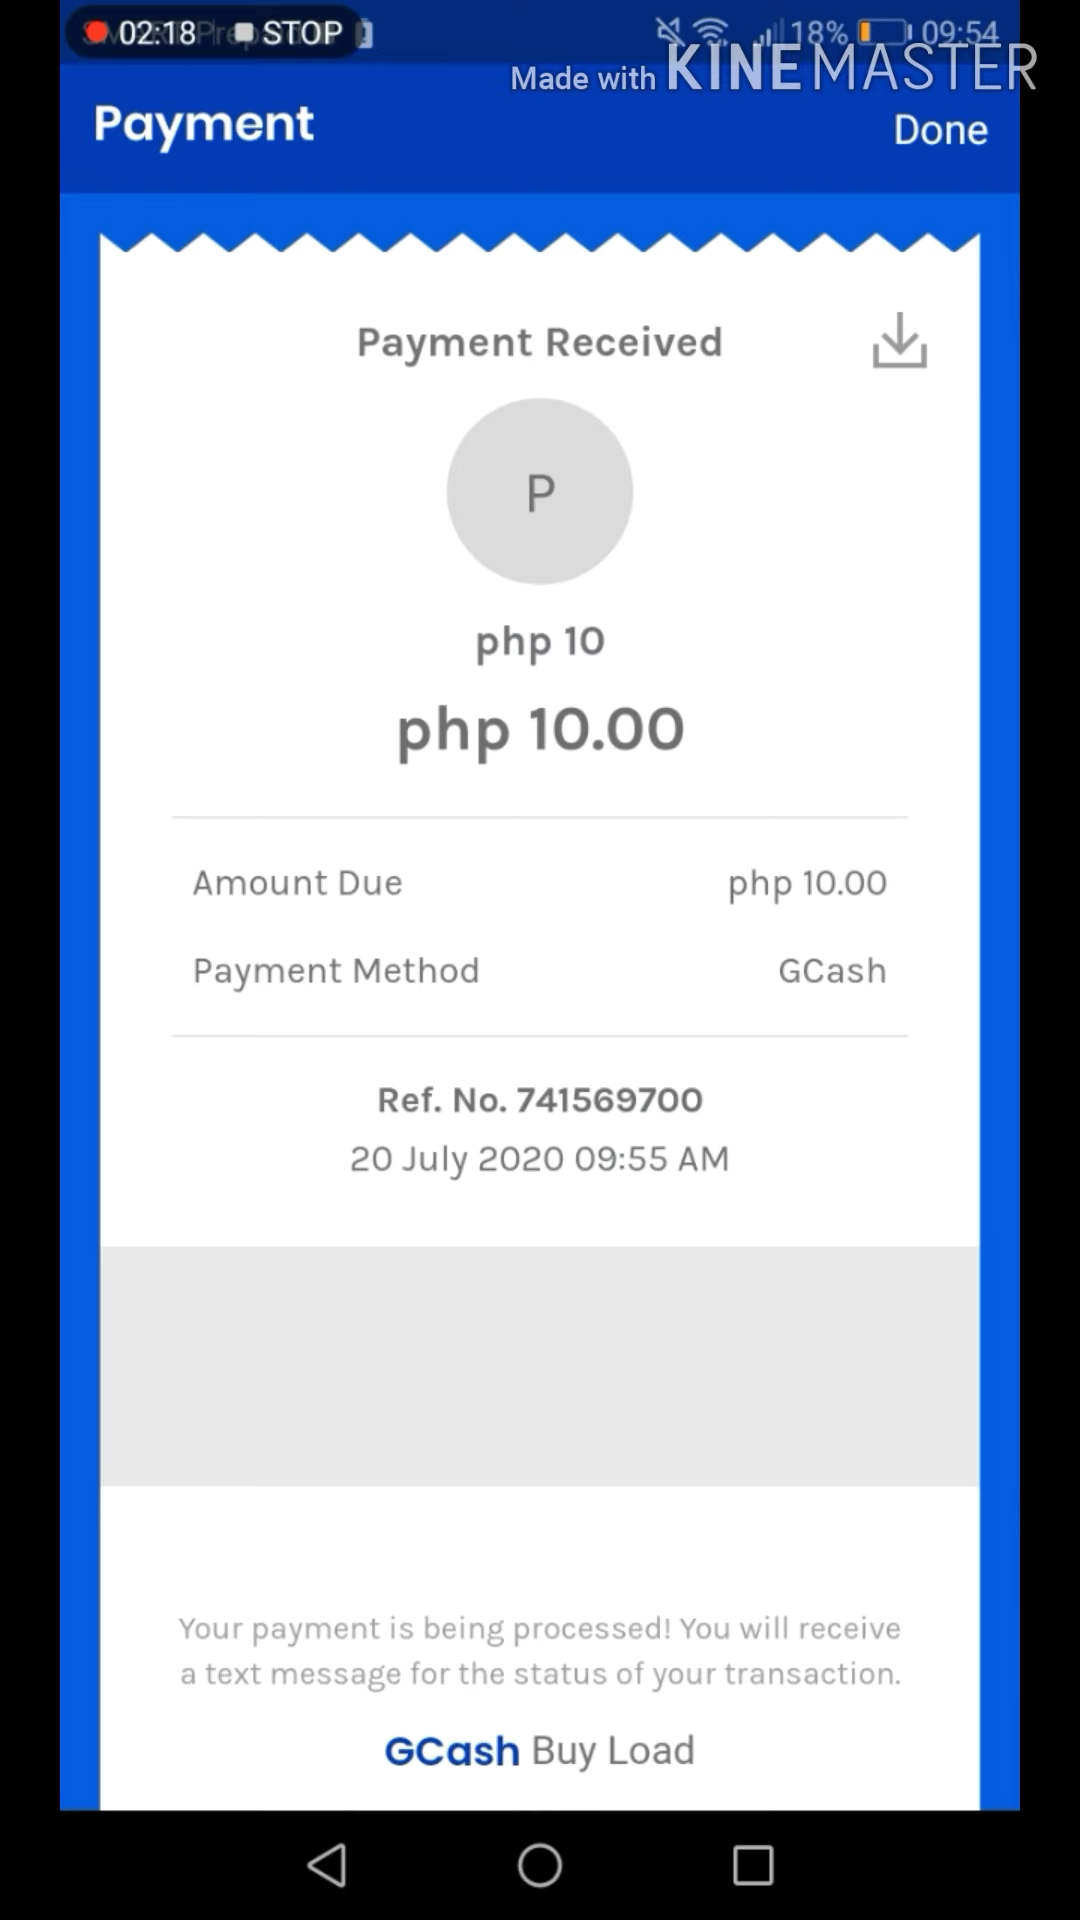 02:18 STOP 18% 09:54
Made with KINEMASTER
Payment Done
Payment Received
P
php 10
php 10.00
Amount Due php 10.00
Payment Method GCash
Ref. No. 741569700
20 July 2020 09:55 AM
Your payment is being processed! You will receive
a text message for the status of your transaction.
GCash Buy Load